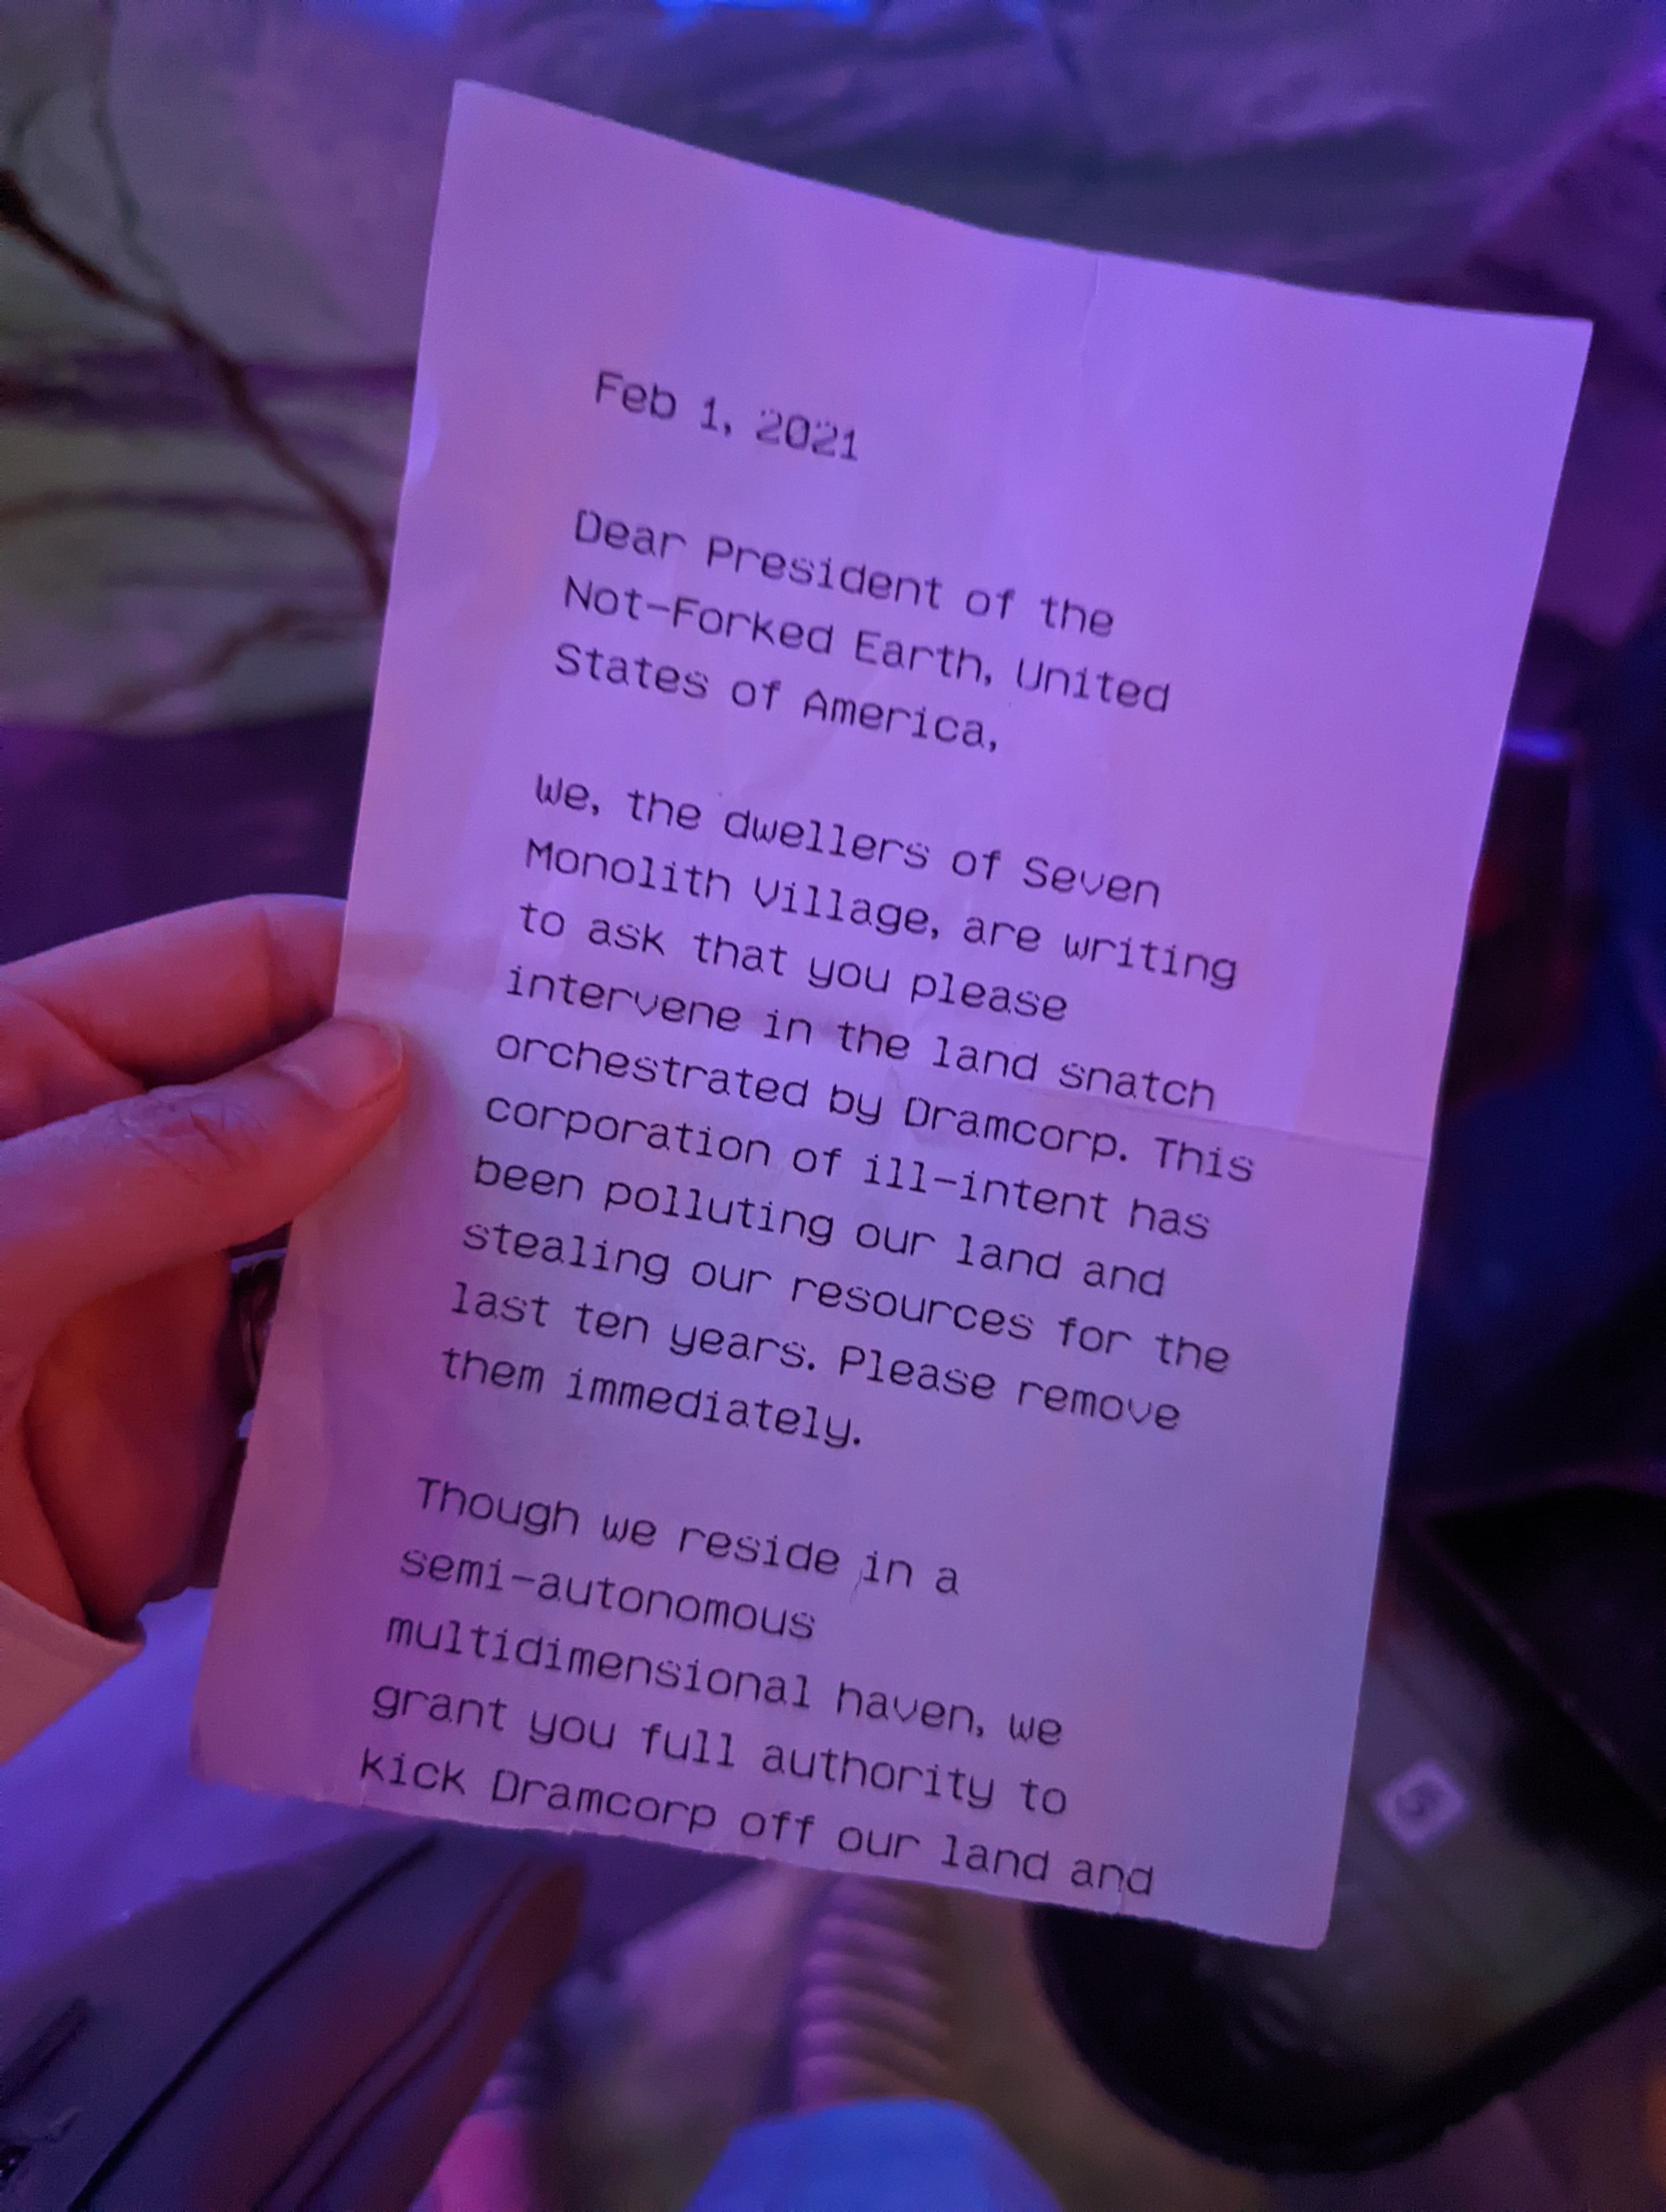 Feb 1, 2021
Dear President of the
Not-Forked Earth, United
States of America,
We, the dwellers of Seven
Monolith Village, are writing
to ask that you please
intervene in the land snatch
orchestrated by Dramcorp. This
corporation of ill-intent has
been polluting our land and
stealing our resources for the
last ten years. Please remove
them immediately.
Though we reside in a
semi-autonomous
multidimensional haven, we
grant you full authority to
kick Dramcorp off our land and